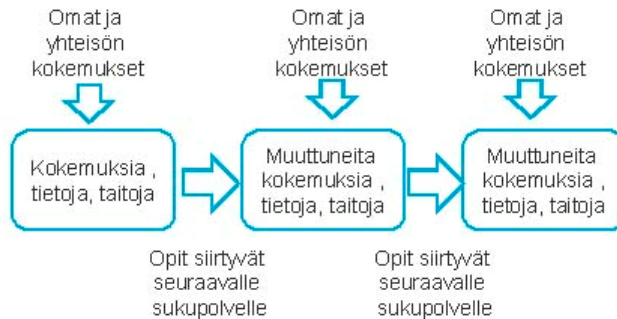 Omat ja
yhteisön
kokemukset
Omat ja
yhteisön
kokemukset
Omat ja
yhteisön
kokemukset
Kokemuksia ,
tietoja, taitoja
Muuttuneita
kokemuksia ,
tietoja, taitoja
Muuttuneita
kokemuksia ,
tietoja, taitoja
Opit siirtyvät
seuraavalle
sukupolvelle
Opit siirtyvät
seuraavalle
sukupolvelle